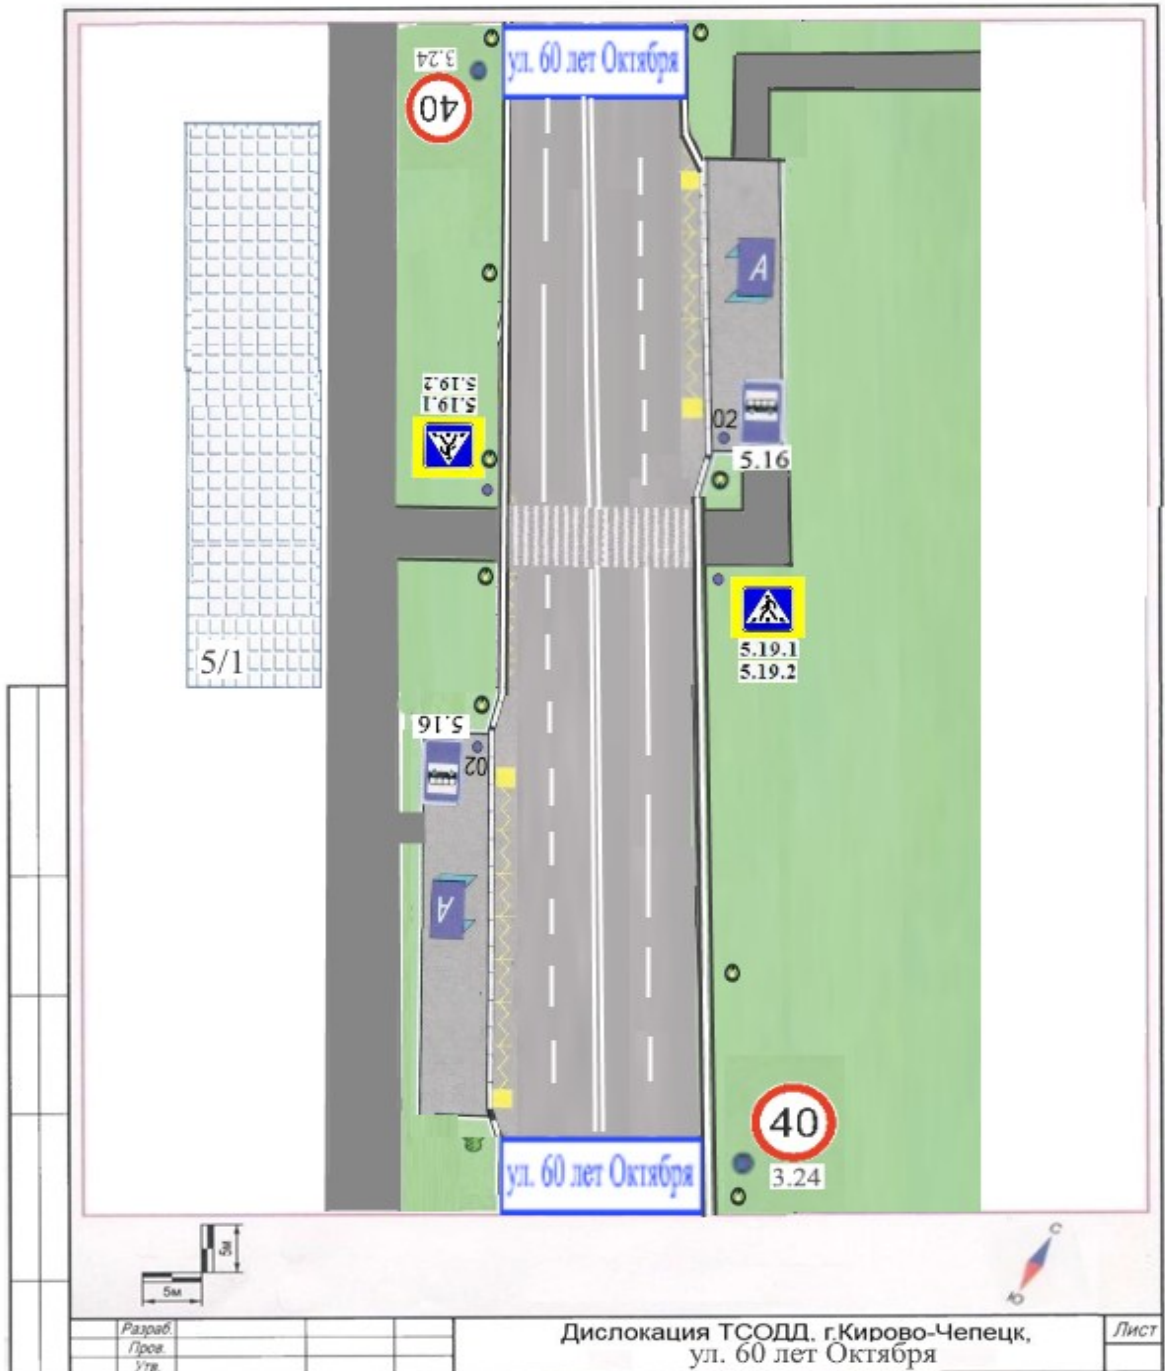 ул. 60 лет Октября
3.24
40
А
5.19.2
5.19.1
02
5.16
5/1
5.19.1
5.19.2
5.16
02
А
40
3.24
ул. 60 лет Октября
5м
5м
С
Ю
Разраб.
Пров.
Утв.
Дислокация ТСОДД, г.Кирово-Чепецк,
ул. 60 лет Октября
Лист